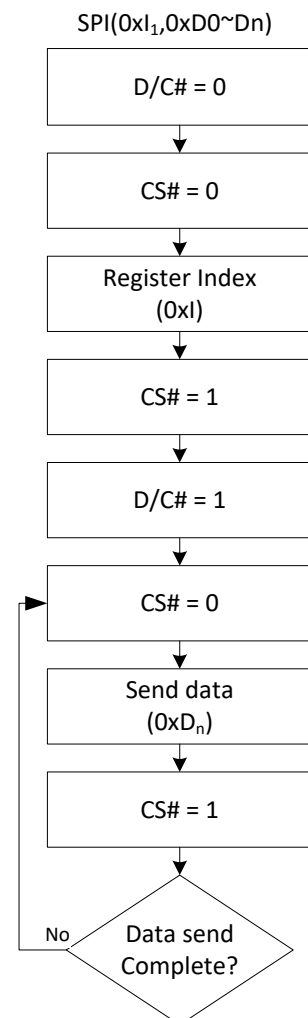 SPI(0xI₁,0xD0~Dn)
D/C# = 0
CS# = 0
Register Index
(0xI)
CS# = 1
D/C# = 1
CS# = 0
Send data
(0xDₙ)
CS# = 1
No
Data send
Complete?